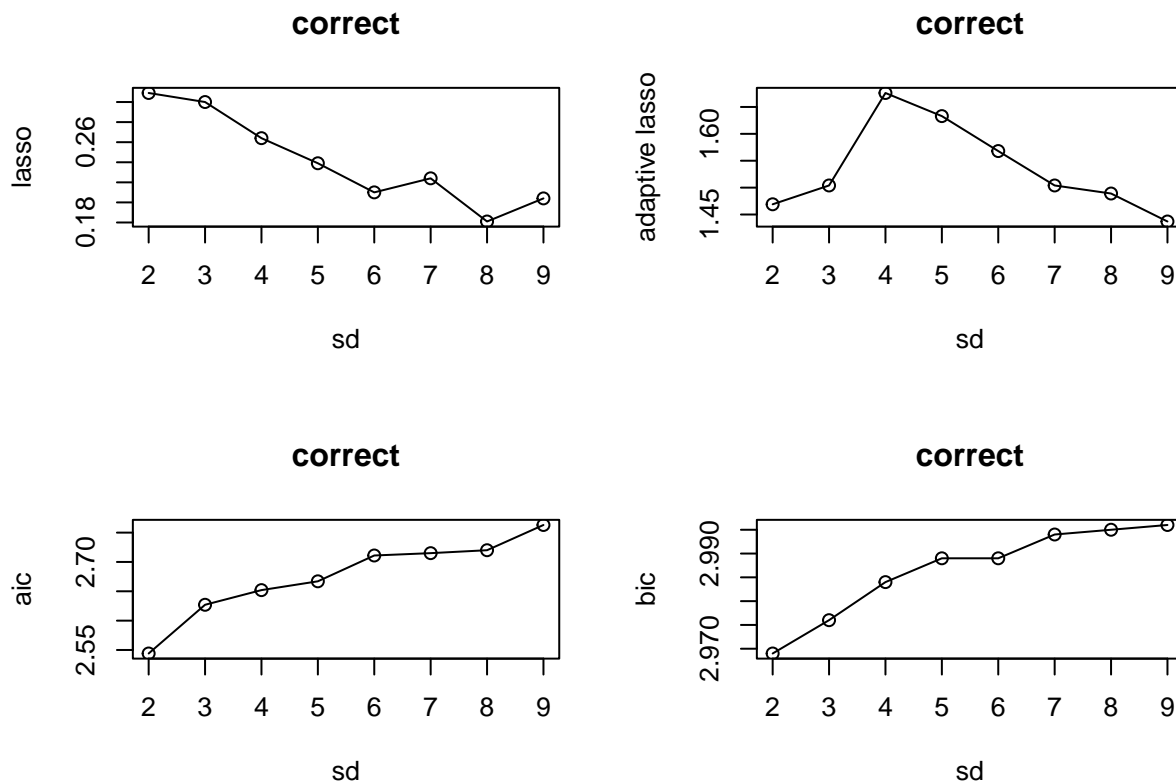 correct
lasso
0.18 0.26
2 3 4 5 6 7 8 9
sd
correct
adaptive lasso
1.45 1.60
2 3 4 5 6 7 8 9
sd
correct
aic
2.55 2.70
2 3 4 5 6 7 8 9
sd
correct
bic
2.970 2.990
2 3 4 5 6 7 8 9
sd